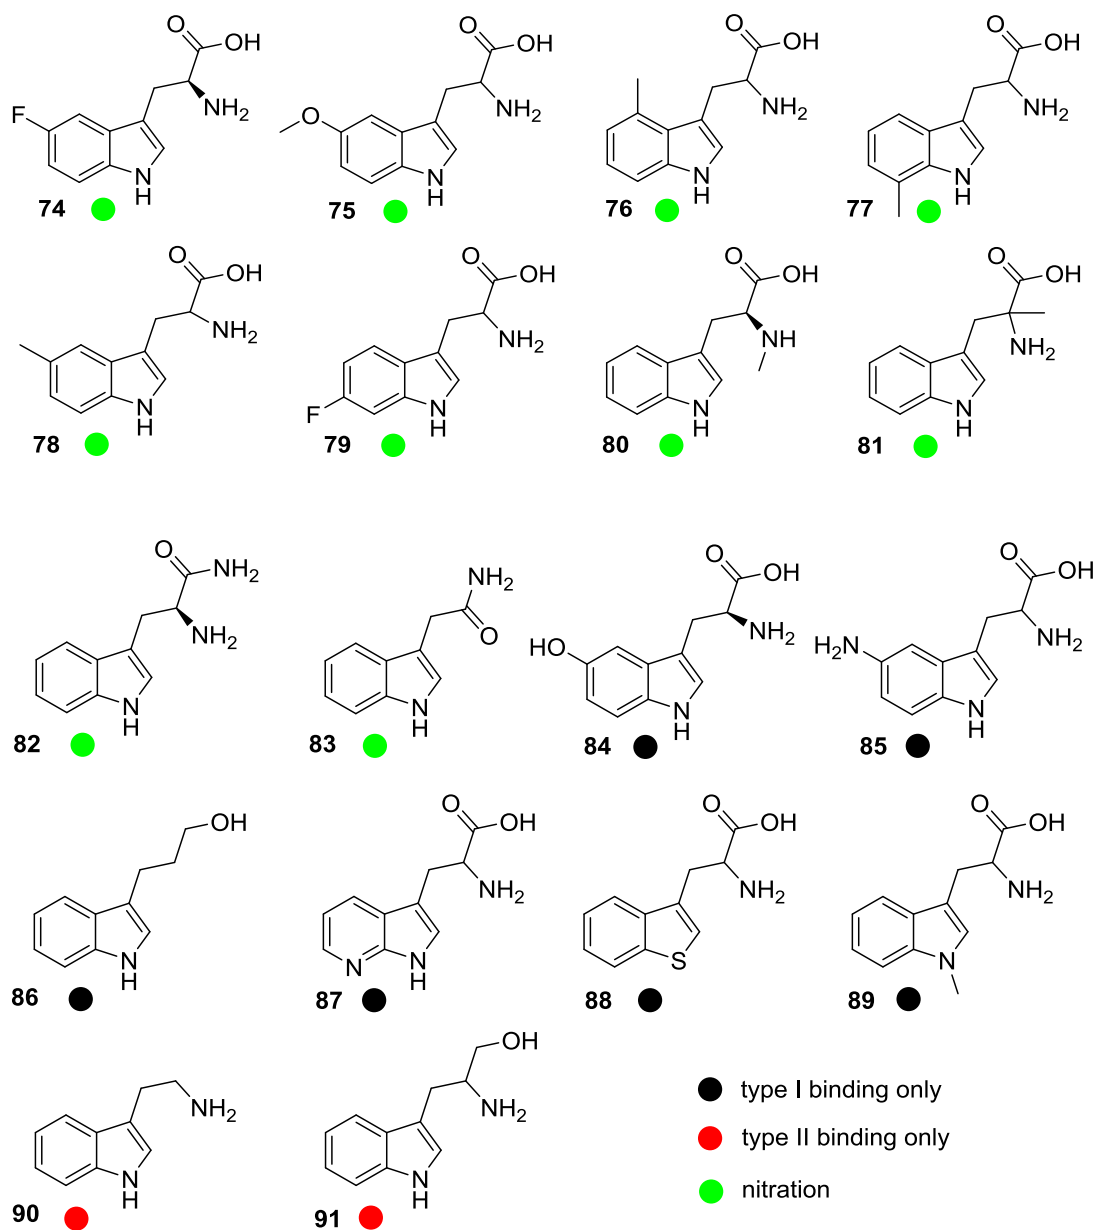 O
OH
F
NH2
N
H
74
O
OH
O
NH2
N
H
75
O
OH
NH2
N
H
76
O
OH
NH2
N
H
77
O
OH
NH2
N
H
78
O
OH
NH2
F
N
H
79
O
OH
NH
N
H
80
O
OH
NH2
N
H
81
O
NH2
NH2
N
H
82
NH2
O
N
H
83
O
OH
HO
NH2
N
H
84
O
OH
H2N
NH2
N
H
85
OH
N
H
86
O
OH
NH2
N
N
H
87
O
OH
NH2
S
88
O
OH
NH2
N
89
NH2
N
H
90
OH
NH2
N
H
91
type I binding only
type II binding only
nitration